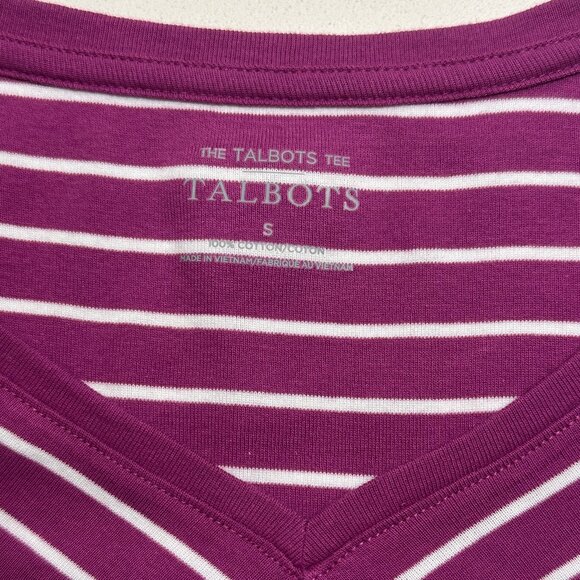 THE TALBOTS TEE
TALBOTS
S
100% COTTON/COTON
MADE IN VIETNAM/FABRIQUE AU VIETNAM